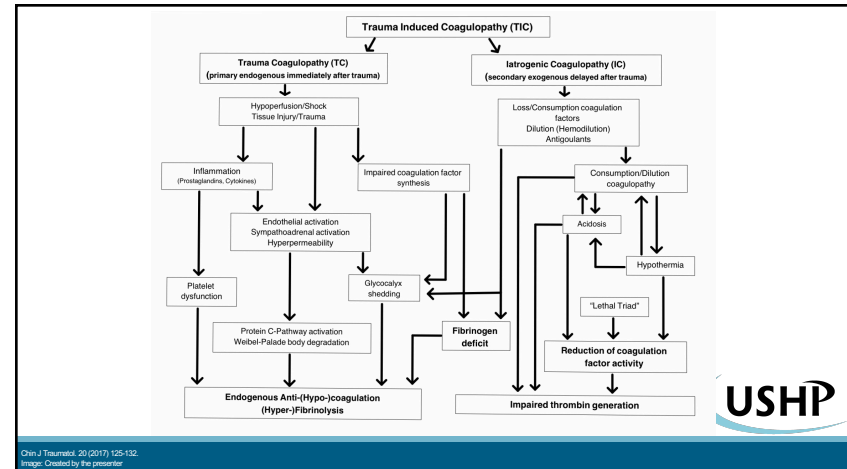 Trauma Induced Coagulopathy (TIC)
Trauma Coagulopathy (TC)
(primary endogenous immediately after trauma)
Iatrogenic Coagulopathy (IC)
(secondary exogenous delayed after trauma)
Hypoperfusion/Shock
Tissue Injury/Trauma
Loss/Consumption coagulation
factors
Dilution (Hemodilution)
Antigoulants
Inflammation
(Prostaglandins, Cytokines)
Impaired coagulation factor
synthesis
Consumption/Dilution
coagulopathy
Endothelial activation
Sympathoadrenal activation
Hyperpermeability
Acidosis
Hypothermia
Platelet
dysfunction
Glycocalyx
shedding
"Lethal Triad"
Protein C-Pathway activation
Weibel-Palade body degradation
Fibrinogen
deficit
Reduction of coagulation
factor activity
Endogenous Anti-(Hypo-)coagulation
(Hyper-)Fibrinolysis
Impaired thrombin generation
USHP
Chin J Traumatol. 20 (2017) 125-132.
Image: Created by the presenter